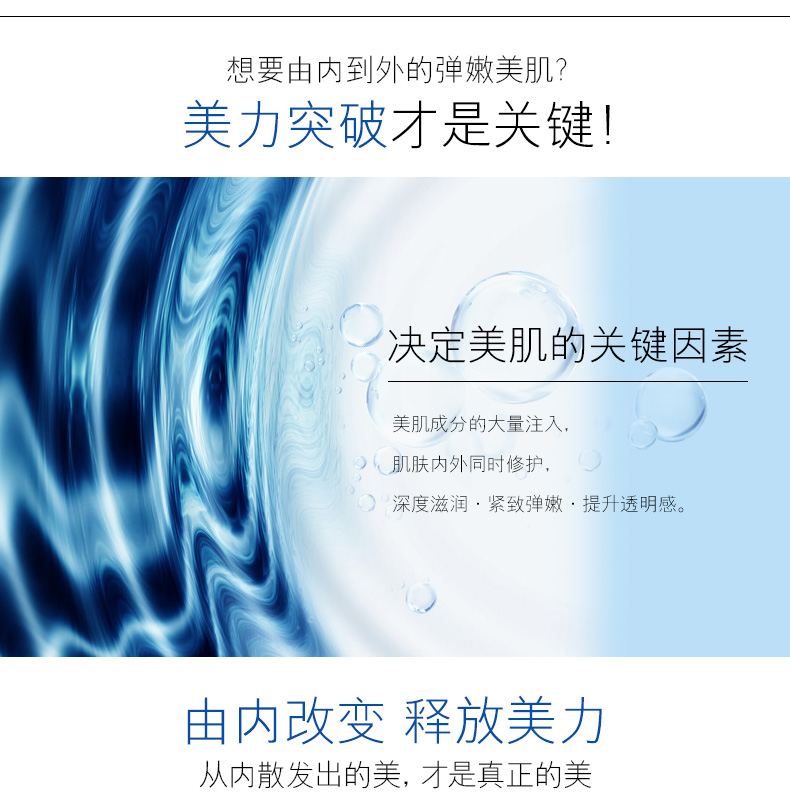 想要由内到外的弹嫩美肌?
美力突破才是关键!
决定美肌的关键因素
美肌成分的大量注入,
肌肤内外同时修护,
深度滋润·紧致弹嫩·提升透明感。
由内改变 释放美力
从内散发出的美, 才是真正的美